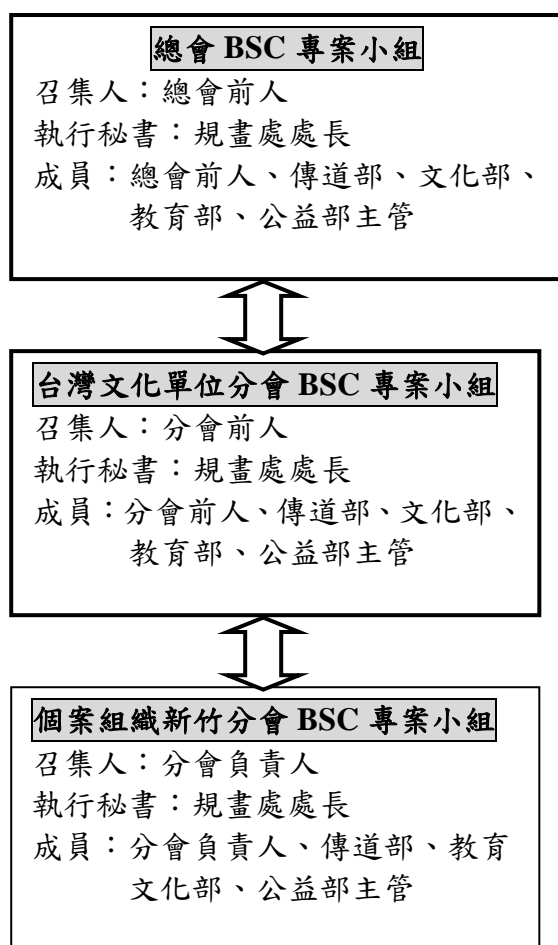 總會 BSC 專案小組
召集人：總會前人
執行秘書：規畫處處長
成員：總會前人、傳道部、文化部、
教育部、公益部主管
台灣文化單位分會 BSC 專案小組
召集人：分會前人
執行秘書：規畫處處長
成員：分會前人、傳道部、文化部、
教育部、公益部主管
個案組織新竹分會 BSC 專案小組
召集人：分會負責人
執行秘書：規畫處處長
成員：分會負責人、傳道部、教育
文化部、公益部主管